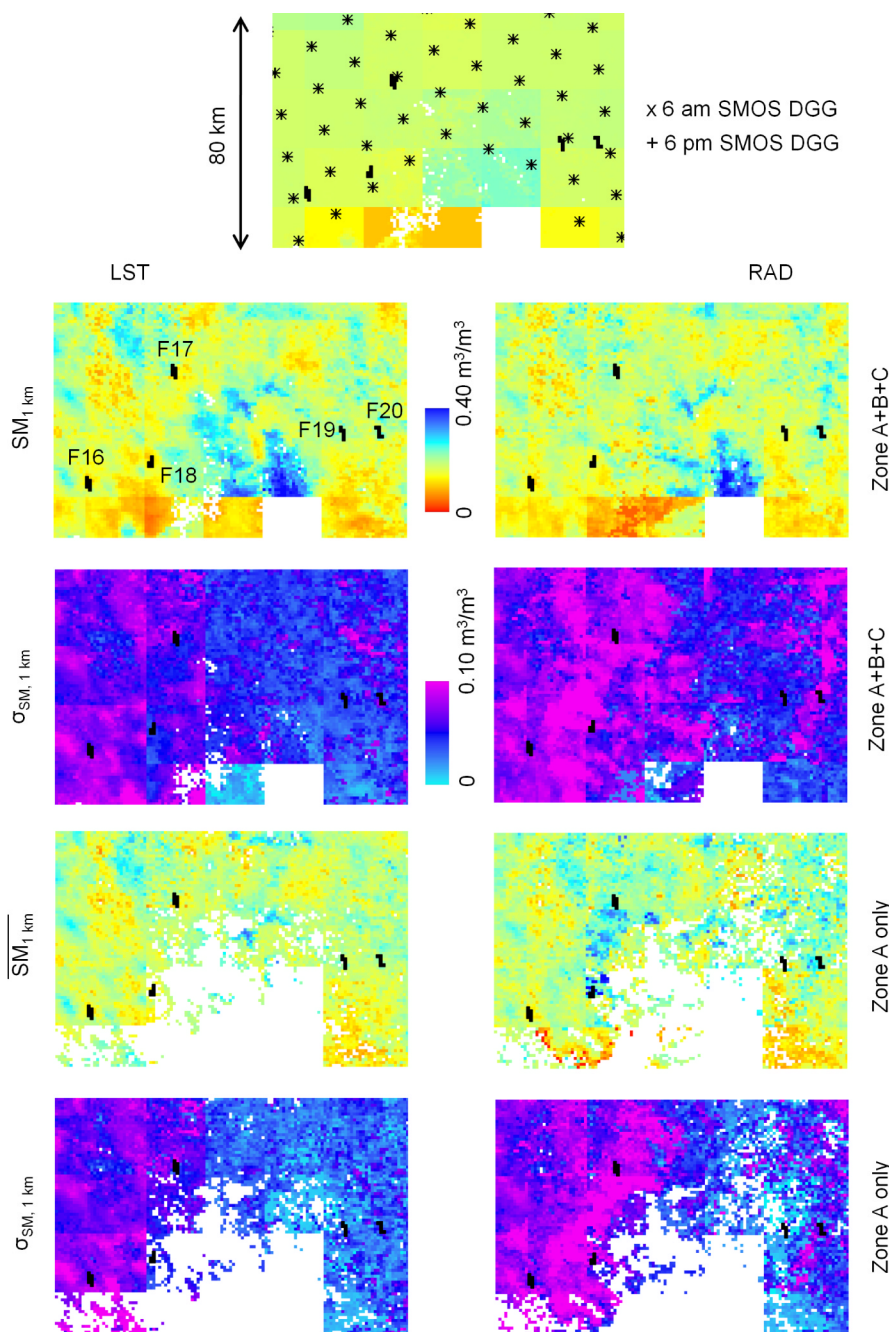 80 km
x 6 am SMOS DGG
+ 6 pm SMOS DGG
LST
RAD
SM1 km
F17
F16
F18
F19
F20
0.40 m³/m³
0
Zone A+B+C
σSM, 1 km
0.10 m³/m³
0
Zone A+B+C
SM1 km
Zone A only
σSM, 1 km
Zone A only